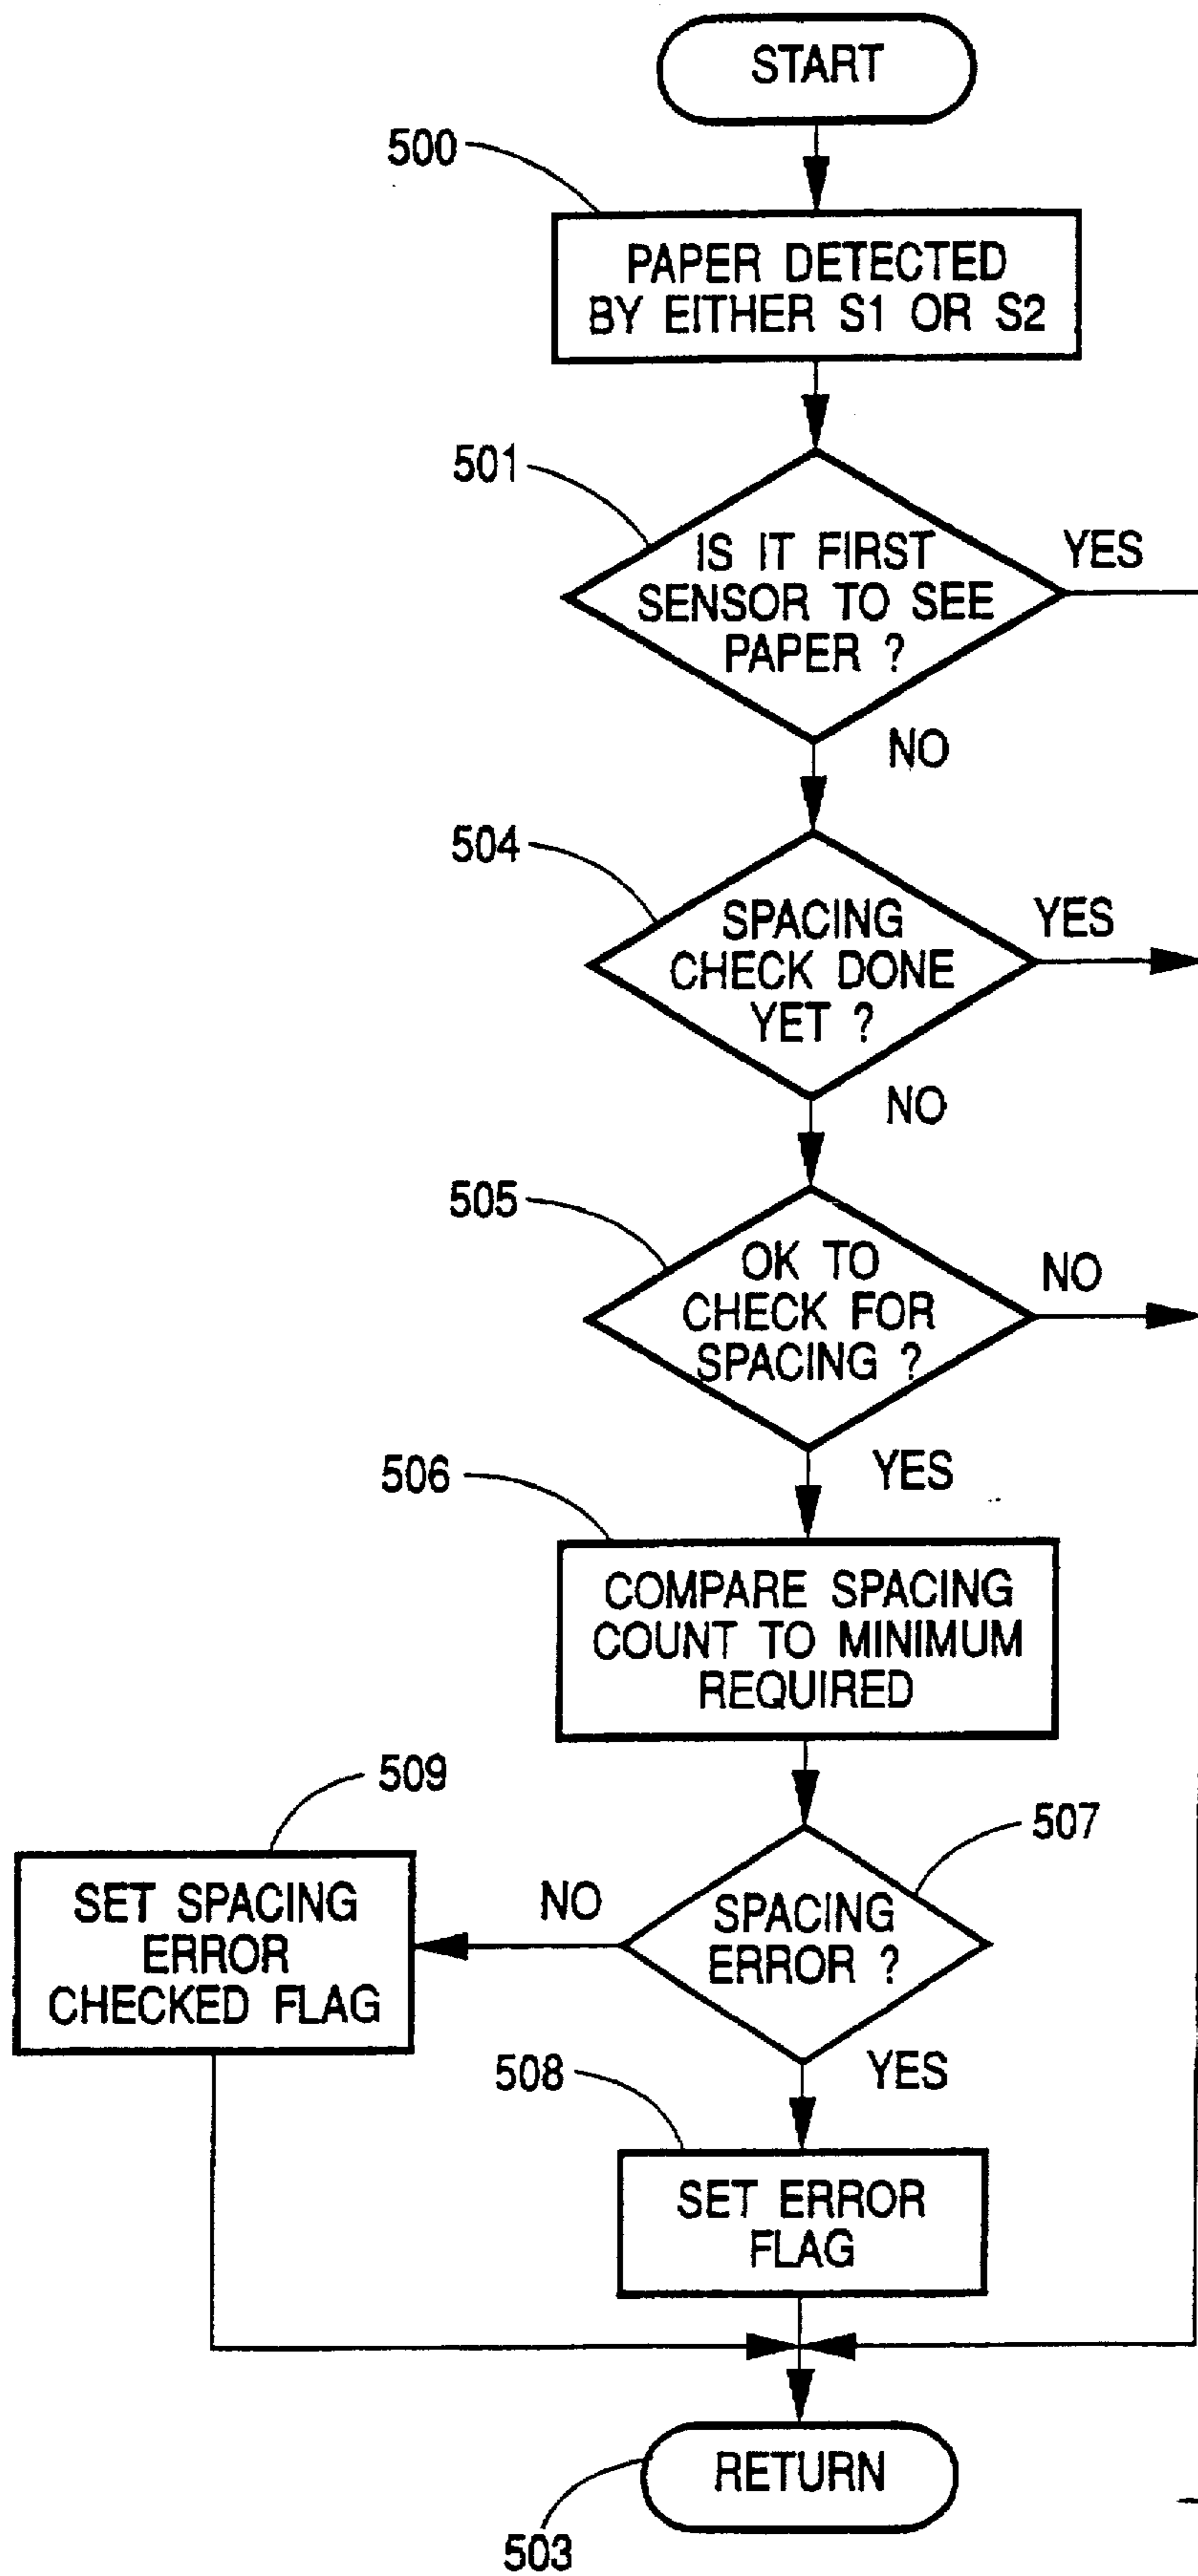 START
500
PAPER DETECTED
BY EITHER S1 OR S2
501
IS IT FIRST
SENSOR TO SEE
PAPER ?
YES
NO
504
SPACING
CHECK DONE
YET ?
YES
NO
505
OK TO
CHECK FOR
SPACING ?
NO
YES
506
COMPARE SPACING
COUNT TO MINIMUM
REQUIRED
509
507
SET SPACING
ERROR
CHECKED FLAG
NO
SPACING
ERROR ?
YES
508
SET ERROR
FLAG
RETURN
503